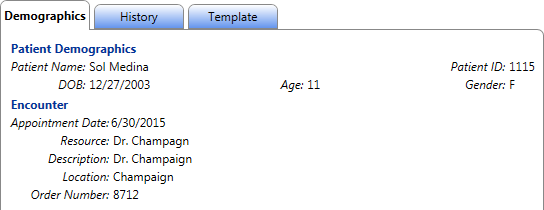 Demographics History Template
Patient Demographics
Patient Name: Sol Medina Patient ID: 1115
DOB: 12/27/2003 Age: 11 Gender: F
Encounter
Appointment Date: 6/30/2015
Resource: Dr. Champagn
Description: Dr. Champaign
Location: Champaign
Order Number: 8712